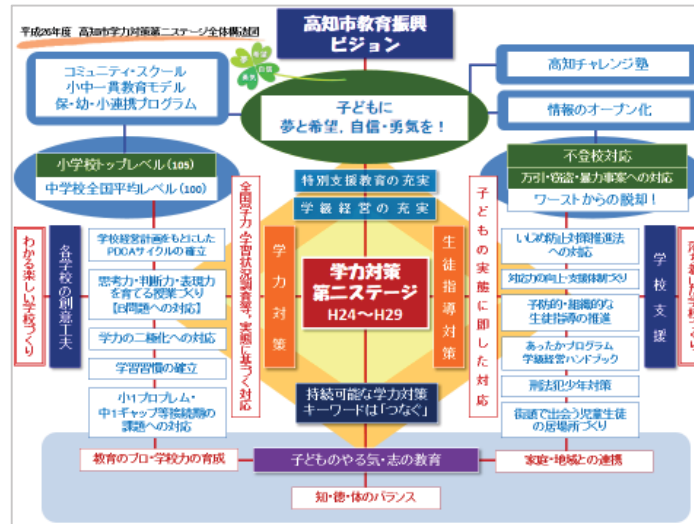 平成26年度 高知市学力対策第二ステージ全体構造図
高知市教育振興
ビジョン
コミュニティ・スクール
小中一貫教育モデル
保・幼・小連携プログラム
希望
自信
勇気
子どもに
夢と希望，自信・勇気を！
高知チャレンジ塾
情報のオープン化
小学校トップレベル(105)
中学校全国平均レベル(100)
不登校対応
万引・窃盗・暴力事案への対応
ワーストからの脱却！
特別支援教育の充実
学級経営の充実
わかる楽しい学校づくり
各学校の創意工夫
学校経営計画をもとにした
PDCAサイクルの確立
思考力・判断力・表現力
を育てる授業づくり
【B問題への対応】
学力の二極化への対応
学習習慣の確立
小1プロブレム・
中1ギャップ等接続期の
課題への対応
全国学力・学習状況調査等，実態に基づく対応
学力対策
学力対策
第二ステージ
H24～H29
生徒指導対策
子どもの実態に即した対応
いじめ防止対策推進法
への対応
対応力の向上・支援体制づくり
予防的・組織的な
生徒指導の推進
あったかプログラム
学級経営ハンドブック
刑法犯少年対策
街頭で出会う児童生徒
の居場所づくり
学校支援
持続可能な学力対策
キーワードは「つなぐ」
教育のプロ・学校力の育成
子どものやる気・志の教育
家庭・地域との連携
知・徳・体のバランス